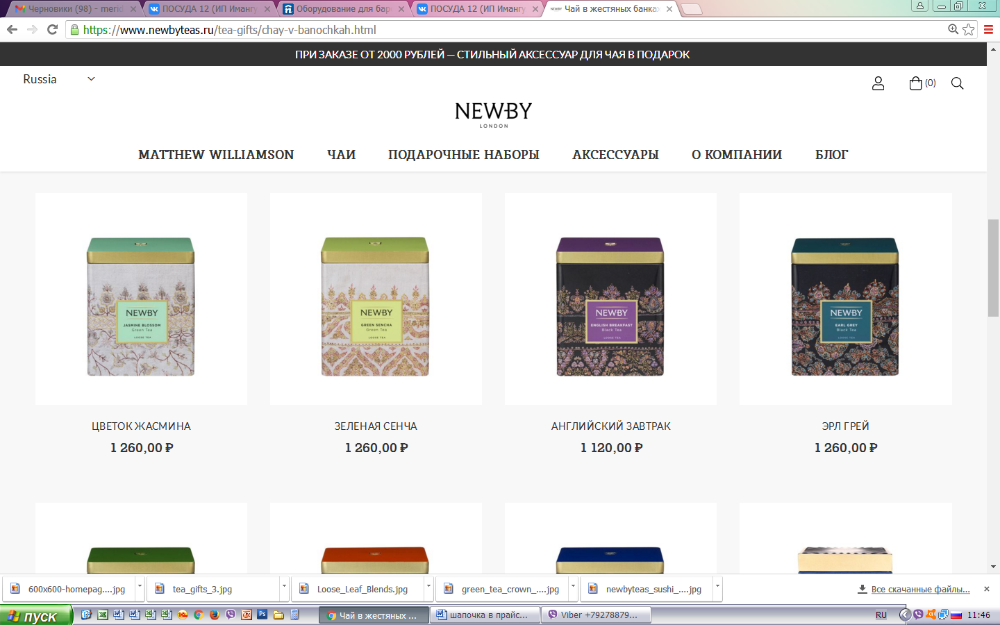 Черновики (98) - merid
ПОСУДА 12 (ИП Имангу
Оборудование для бар
ПОСУДА 12 (ИП Имангу
Чай в жестяных банках
https://www.newbyteas.ru/tea-gifts/chay-v-banochkah.html
ПРИ ЗАКАЗЕ ОТ 2000 РУБЛЕЙ — СТИЛЬНЫЙ АКСЕССУАР ДЛЯ ЧАЯ В ПОДАРОК
Russia
(0)
NEWBY
LONDON
MATTHEW WILLIAMSON ЧАИ ПОДАРОЧНЫЕ НАБОРЫ АКСЕССУАРЫ О КОМПАНИИ БЛОГ
NEWBY
JASMINE BLOSSOM
Green Tea
LOOSE TEA
NEWBY
GREEN SENCHA
Green Tea
LOOSE TEA
NEWBY
ENGLISH BREAKFAST
Black Tea
LOOSE TEA
NEWBY
EARL GREY
Black Tea
LOOSE TEA
ЦВЕТОК ЖАСМИНА
1 260,00 ₽
ЗЕЛЕНАЯ СЕНЧА
1 260,00 ₽
АНГЛИЙСКИЙ ЗАВТРАК
1 120,00 ₽
ЭРЛ ГРЕЙ
1 260,00 ₽
600x600-homepag....jpg
tea_gifts_3.jpg
Loose_Leaf_Blends.jpg
green_tea_crown_....jpg
newbyteas_sushi_....jpg
Все скачанные файлы...
пуск
Чай в жестяных ...
шапочка в прайс...
Viber +79278879...
RU
11:46